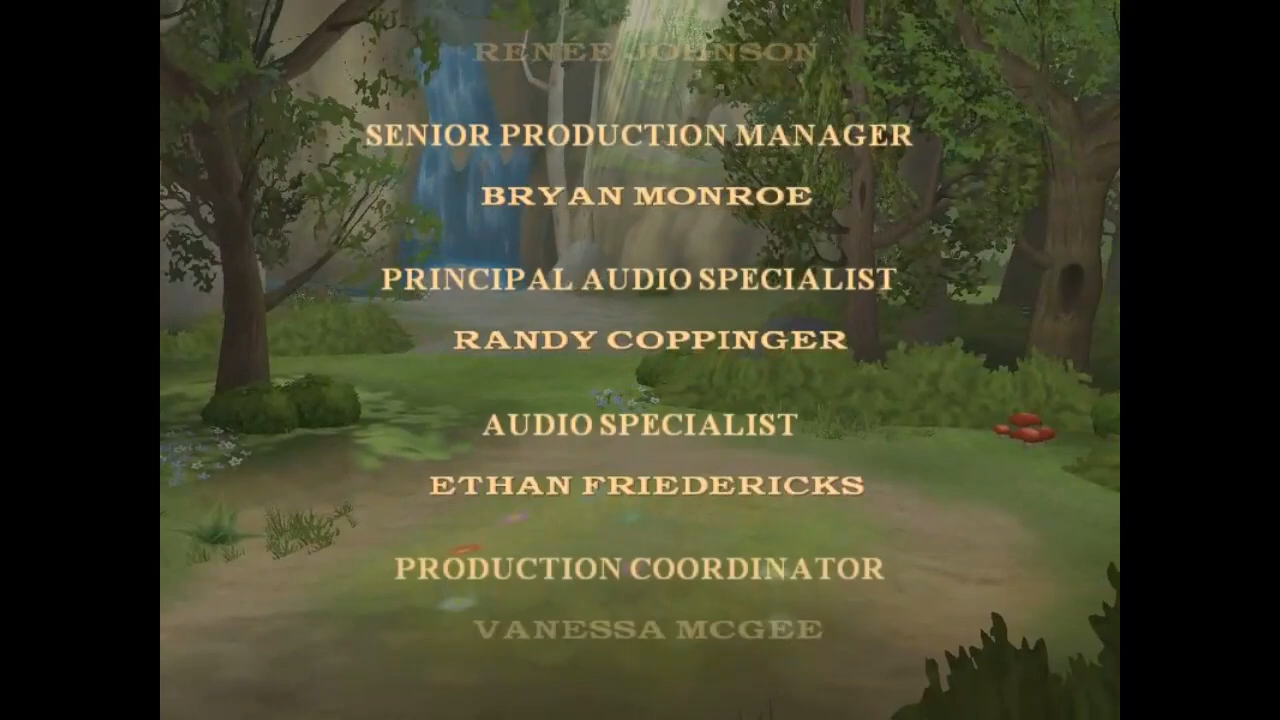 RENEE JOHNSON
SENIOR PRODUCTION MANAGER
BRYAN MONROE
PRINCIPAL AUDIO SPECIALIST
RANDY COPPINGER
AUDIO SPECIALIST
ETHAN FRIEDERICKS
PRODUCTION COORDINATOR
VANESSA MCGEE